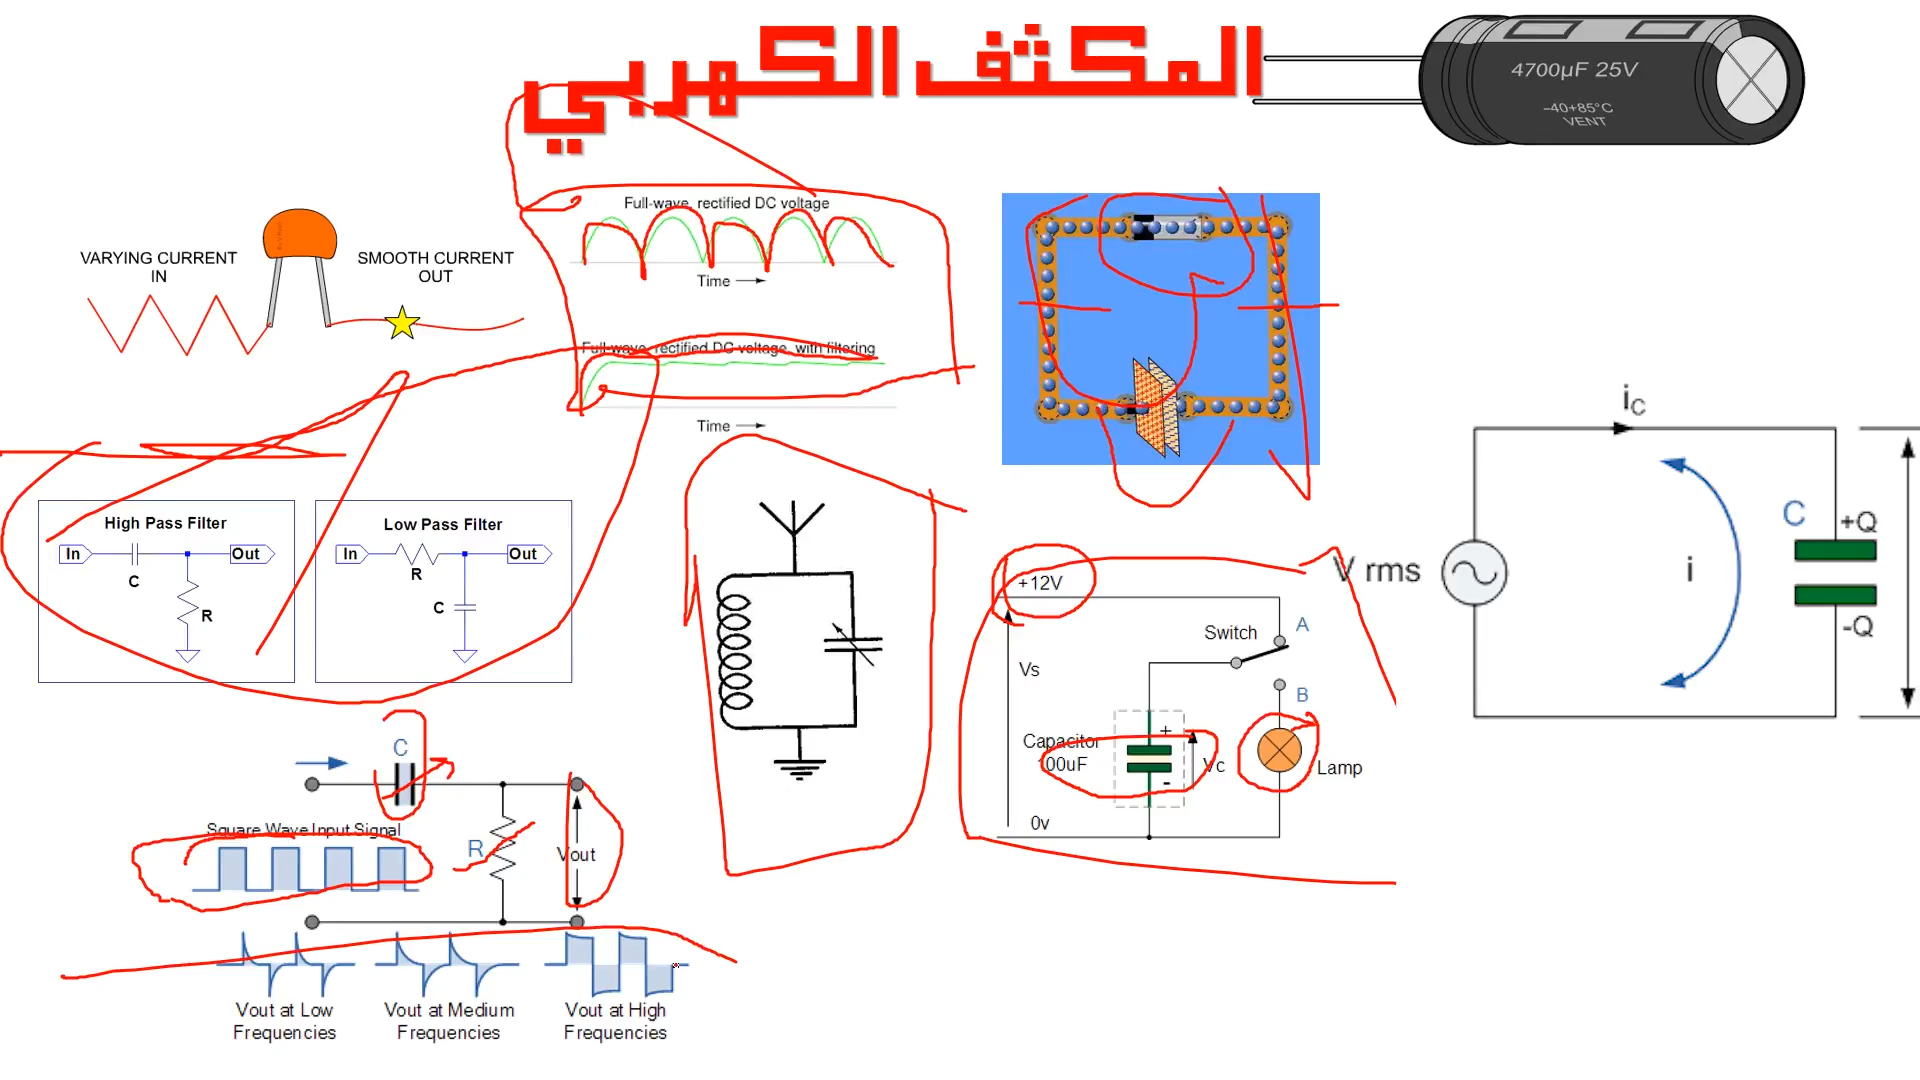 المكثف الكهربي
4700µF 25V
-40+85°C
VENT
VARYING CURRENT
IN
SMOOTH CURRENT
OUT
Full-wave, rectified DC voltage
Time
Full-wave, rectified DC voltage, with filtering
Time
High Pass Filter
In
Out
C
R
Low Pass Filter
In
Out
R
C
+12V
Switch
A
Vs
B
Capacitor
100uF
+
-
Vc
Lamp
0v
iC
V rms
i
C
+Q
-Q
C
Square Wave Input Signal
R
Vout
Vout at Low
Frequencies
Vout at Medium
Frequencies
Vout at High
Frequencies